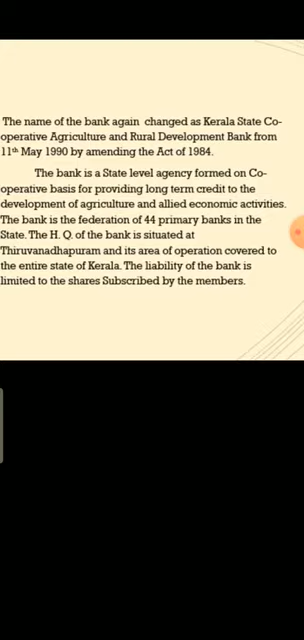 The name of the bank again changed as Kerala State Co-
operative Agriculture and Rural Development Bank from
11th May 1990 by amending the Act of 1984.
The bank is a State level agency formed on Co-
operative basis for providing long term credit to the
development of agriculture and allied economic activities.
The bank is the federation of 44 primary banks in the
State. The H. Q. of the bank is situated at
Thiruvanadhapuram and its area of operation covered to
the entire state of Kerala. The liability of the bank is
limited to the shares Subscribed by the members.